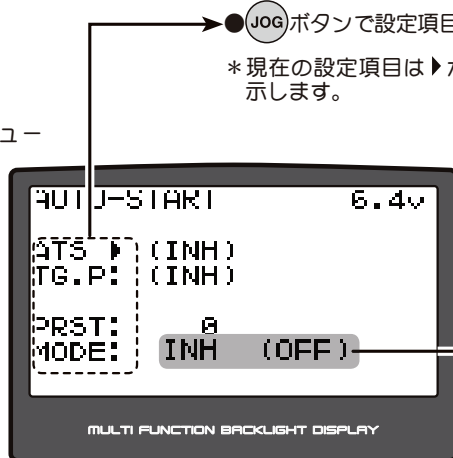 ●JOGボタンで設定項目
＊現在の設定項目は▶が
示します。
ュー
AUTO-START 6.4v
ATS ▶ (INH)
TG.P: (INH)
PRST: 0
MODE: INH (OFF)
MULTI FUNCTION BACKLIGHT DISPLAY